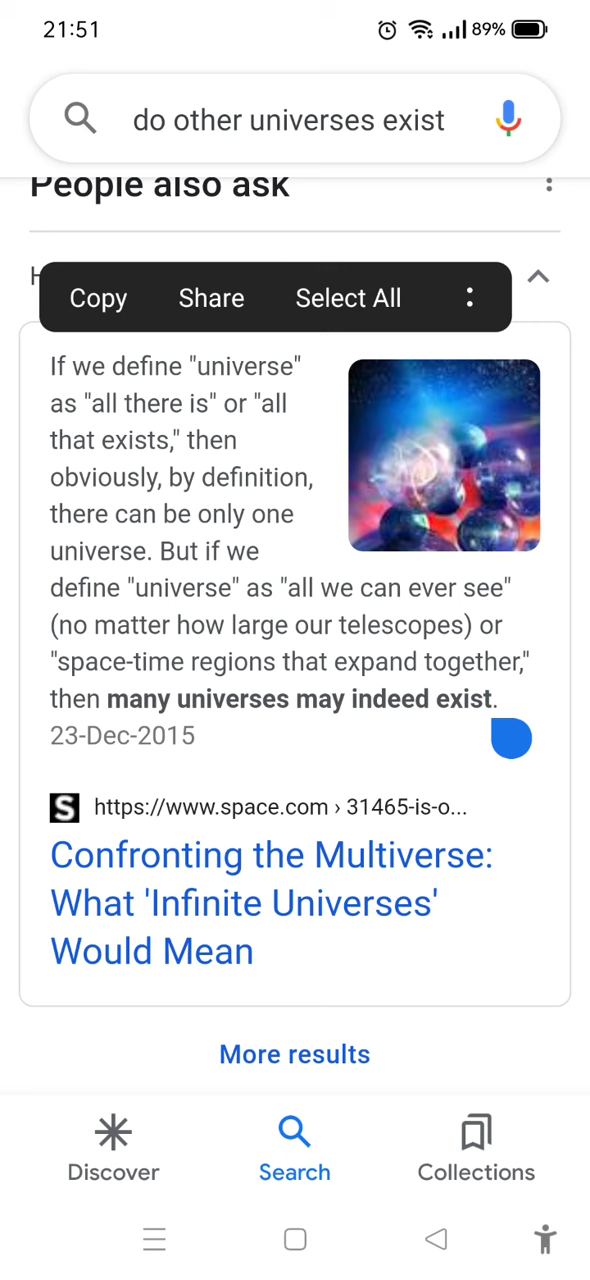 21:51
89%
do other universes exist
People also ask
H
Copy Share Select All
If we define "universe"
as "all there is" or "all
that exists," then
obviously, by definition,
there can be only one
universe. But if we
define "universe" as "all we can ever see"
(no matter how large our telescopes) or
"space-time regions that expand together,"
then many universes may indeed exist.
23-Dec-2015
S https://www.space.com › 31465-is-o...
Confronting the Multiverse:
What 'Infinite Universes'
Would Mean
More results
Discover Search Collections